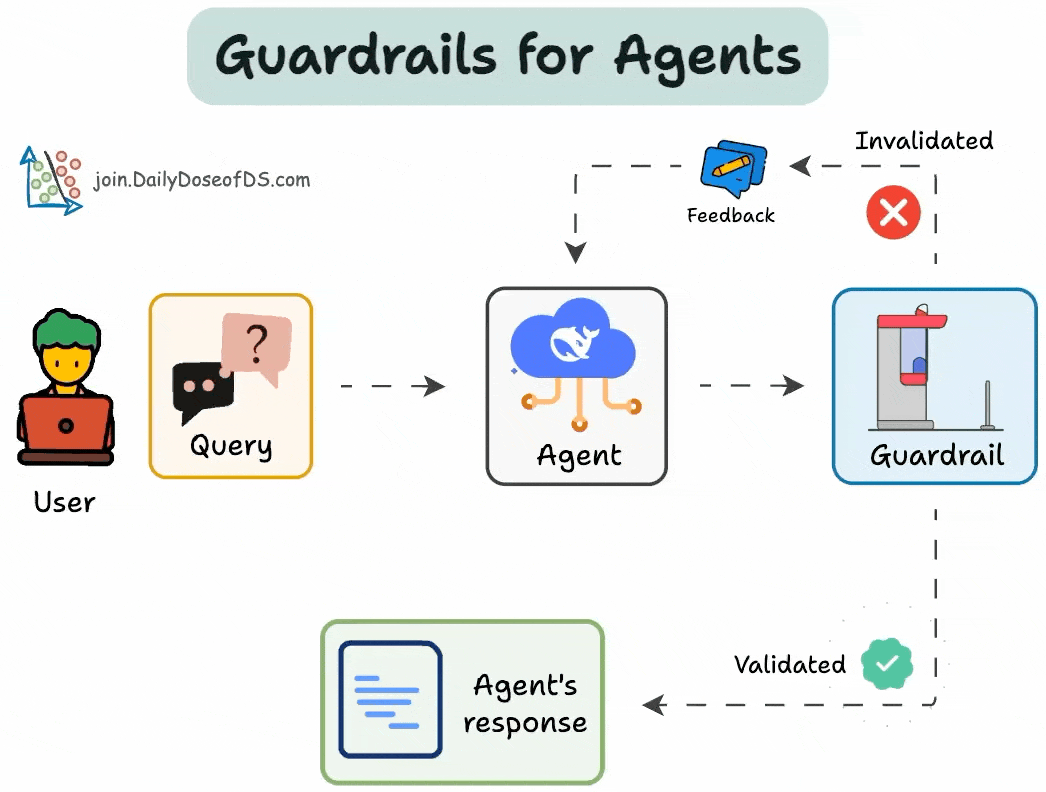 Guardrails for Agents
join.DailyDoseofDS.com
Invalidated
Feedback
?
Query
Agent
Guardrail
User
Validated
Agent's
response